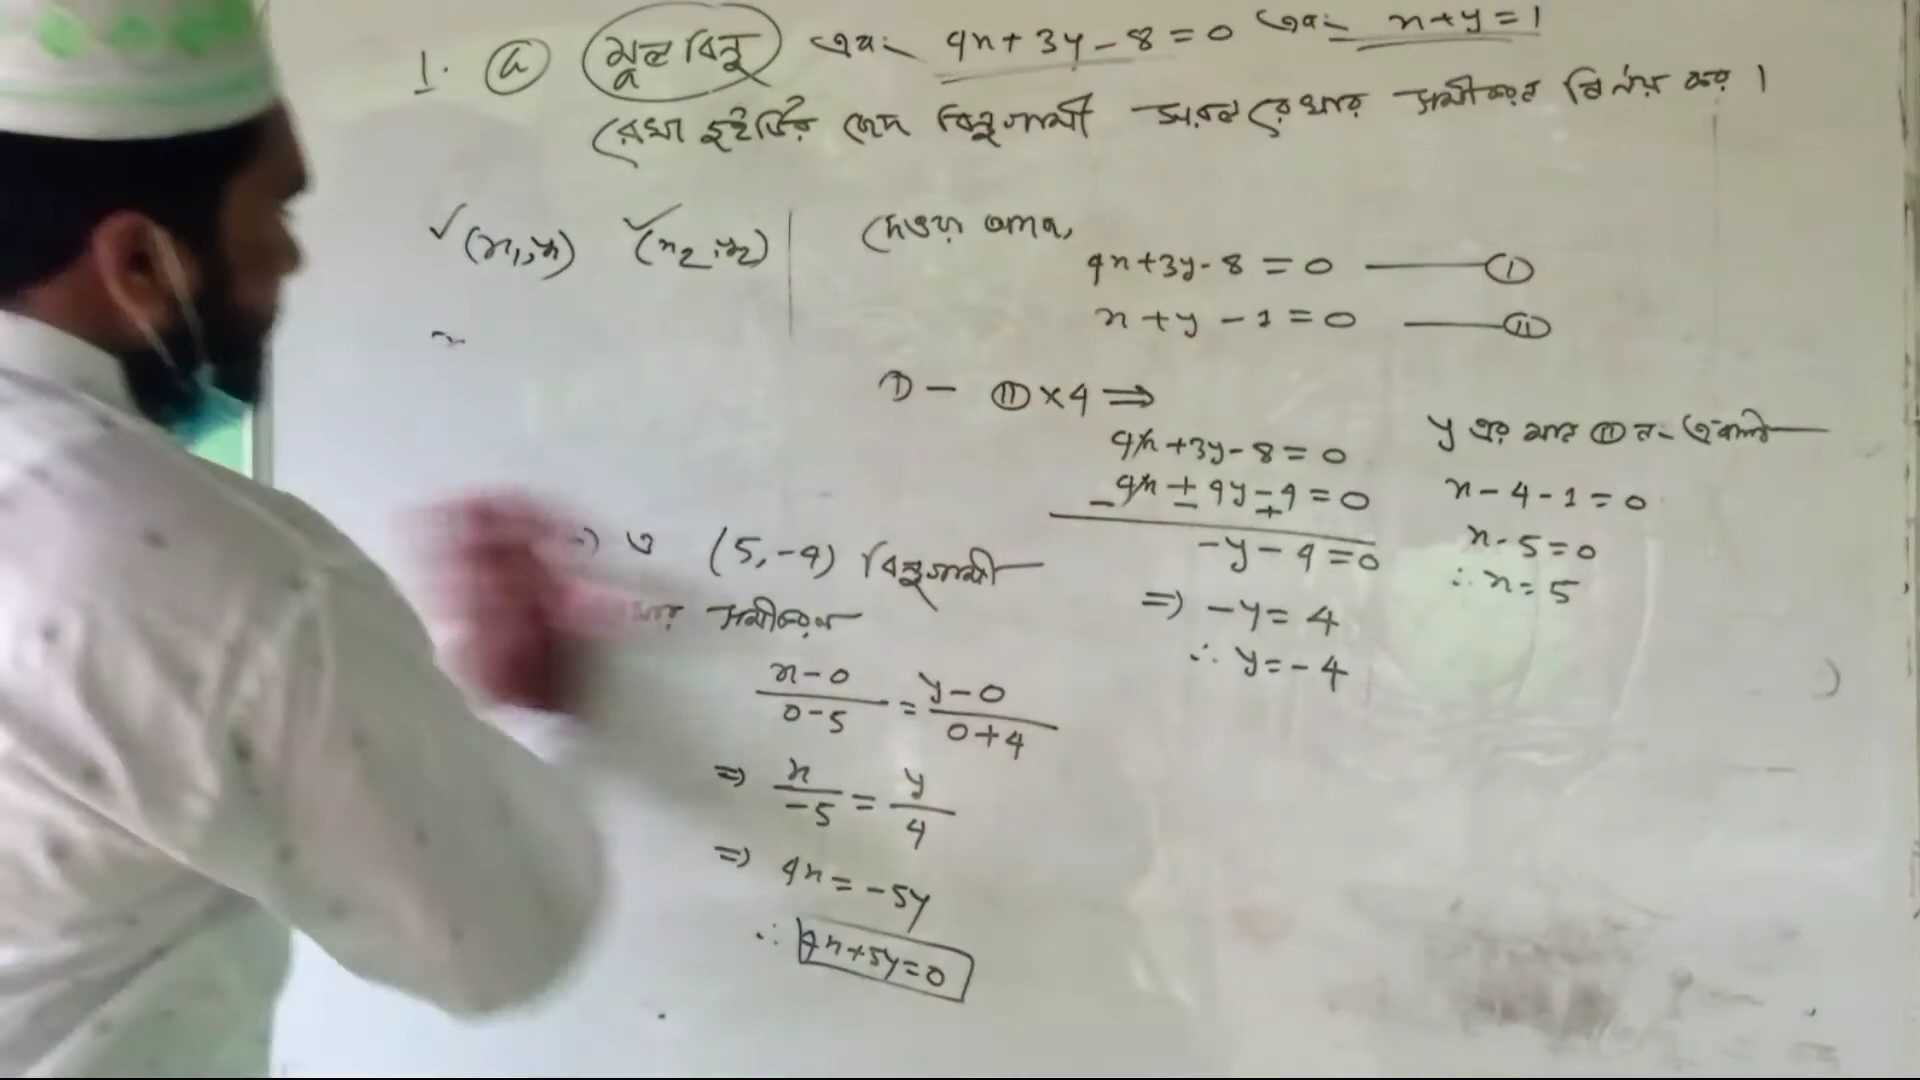 1. (a) মূল বিন্দু এবং 4x + 3y - 8 = 0 এবং x + y = 1
রেখা দুইটির ছেদ বিন্দুগামী সরল রেখার সমীকরণ নির্ণয় কর।
✓(x₁, y₁) ✓(x₂, y₂)
দেওয়া আছে,
4x + 3y - 8 = 0 — (I)
x + y - 1 = 0 — (II)
(I) - (II) × 4 ⇒
4x + 3y - 8 = 0
4x + 4y - 4 = 0
- - +
-y - 4 = 0
⇒ -y = 4
∴ y = -4
y এর মান (II) নং এ বসাই
x - 4 - 1 = 0
x - 5 = 0
∴ x = 5
) ও (5, -4) বিন্দুগামী
সমীকরণ
(x - 0)/(0 - 5) = (y - 0)/(0 + 4)
⇒ x/-5 = y/4
⇒ 4x = -5y
∴ 4x + 5y = 0